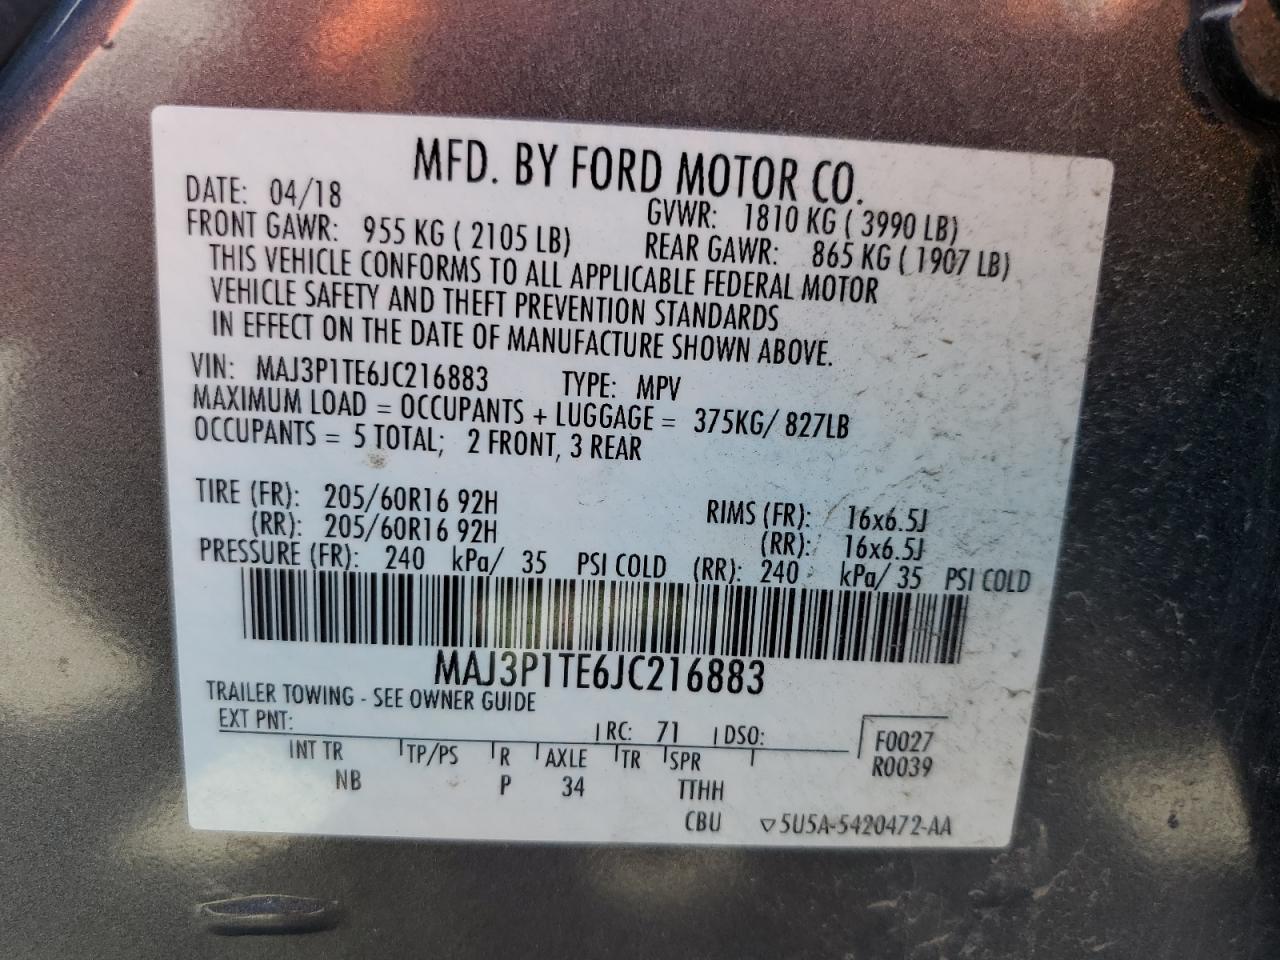 MFD. BY FORD MOTOR CO.
DATE: 04/18 GVWR: 1810 KG ( 3990 LB)
FRONT GAWR: 955 KG ( 2105 LB) REAR GAWR: 865 KG ( 1907 LB)
THIS VEHICLE CONFORMS TO ALL APPLICABLE FEDERAL MOTOR
VEHICLE SAFETY AND THEFT PREVENTION STANDARDS
IN EFFECT ON THE DATE OF MANUFACTURE SHOWN ABOVE.
VIN: MAJ3P1TE6JC216883 TYPE: MPV
MAXIMUM LOAD = OCCUPANTS + LUGGAGE = 375KG/ 827LB
OCCUPANTS = 5 TOTAL; 2 FRONT, 3 REAR
TIRE (FR): 205/60R16 92H RIMS (FR): 16x6.5J
(RR): 205/60R16 92H (RR): 16x6.5J
PRESSURE (FR): 240 kPa/ 35 PSI COLD (RR): 240 kPa/ 35 PSI COLD
MAJ3P1TE6JC216883
TRAILER TOWING - SEE OWNER GUIDE
EXT PNT: RC: 71 DSO: F0027
INT TR TP/PS R AXLE TR SPR R0039
NB P 34 TTHH
CBU ▽5U5A-5420472-AA